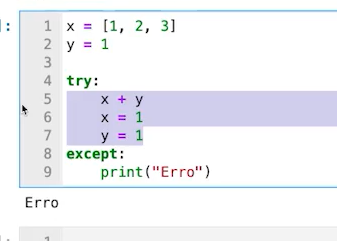 ]:
1 x = [1, 2, 3]
2 y = 1
3
4 try:
5     x + y
6     x = 1
7     y = 1
8 except:
9     print("Erro")
Erro
1